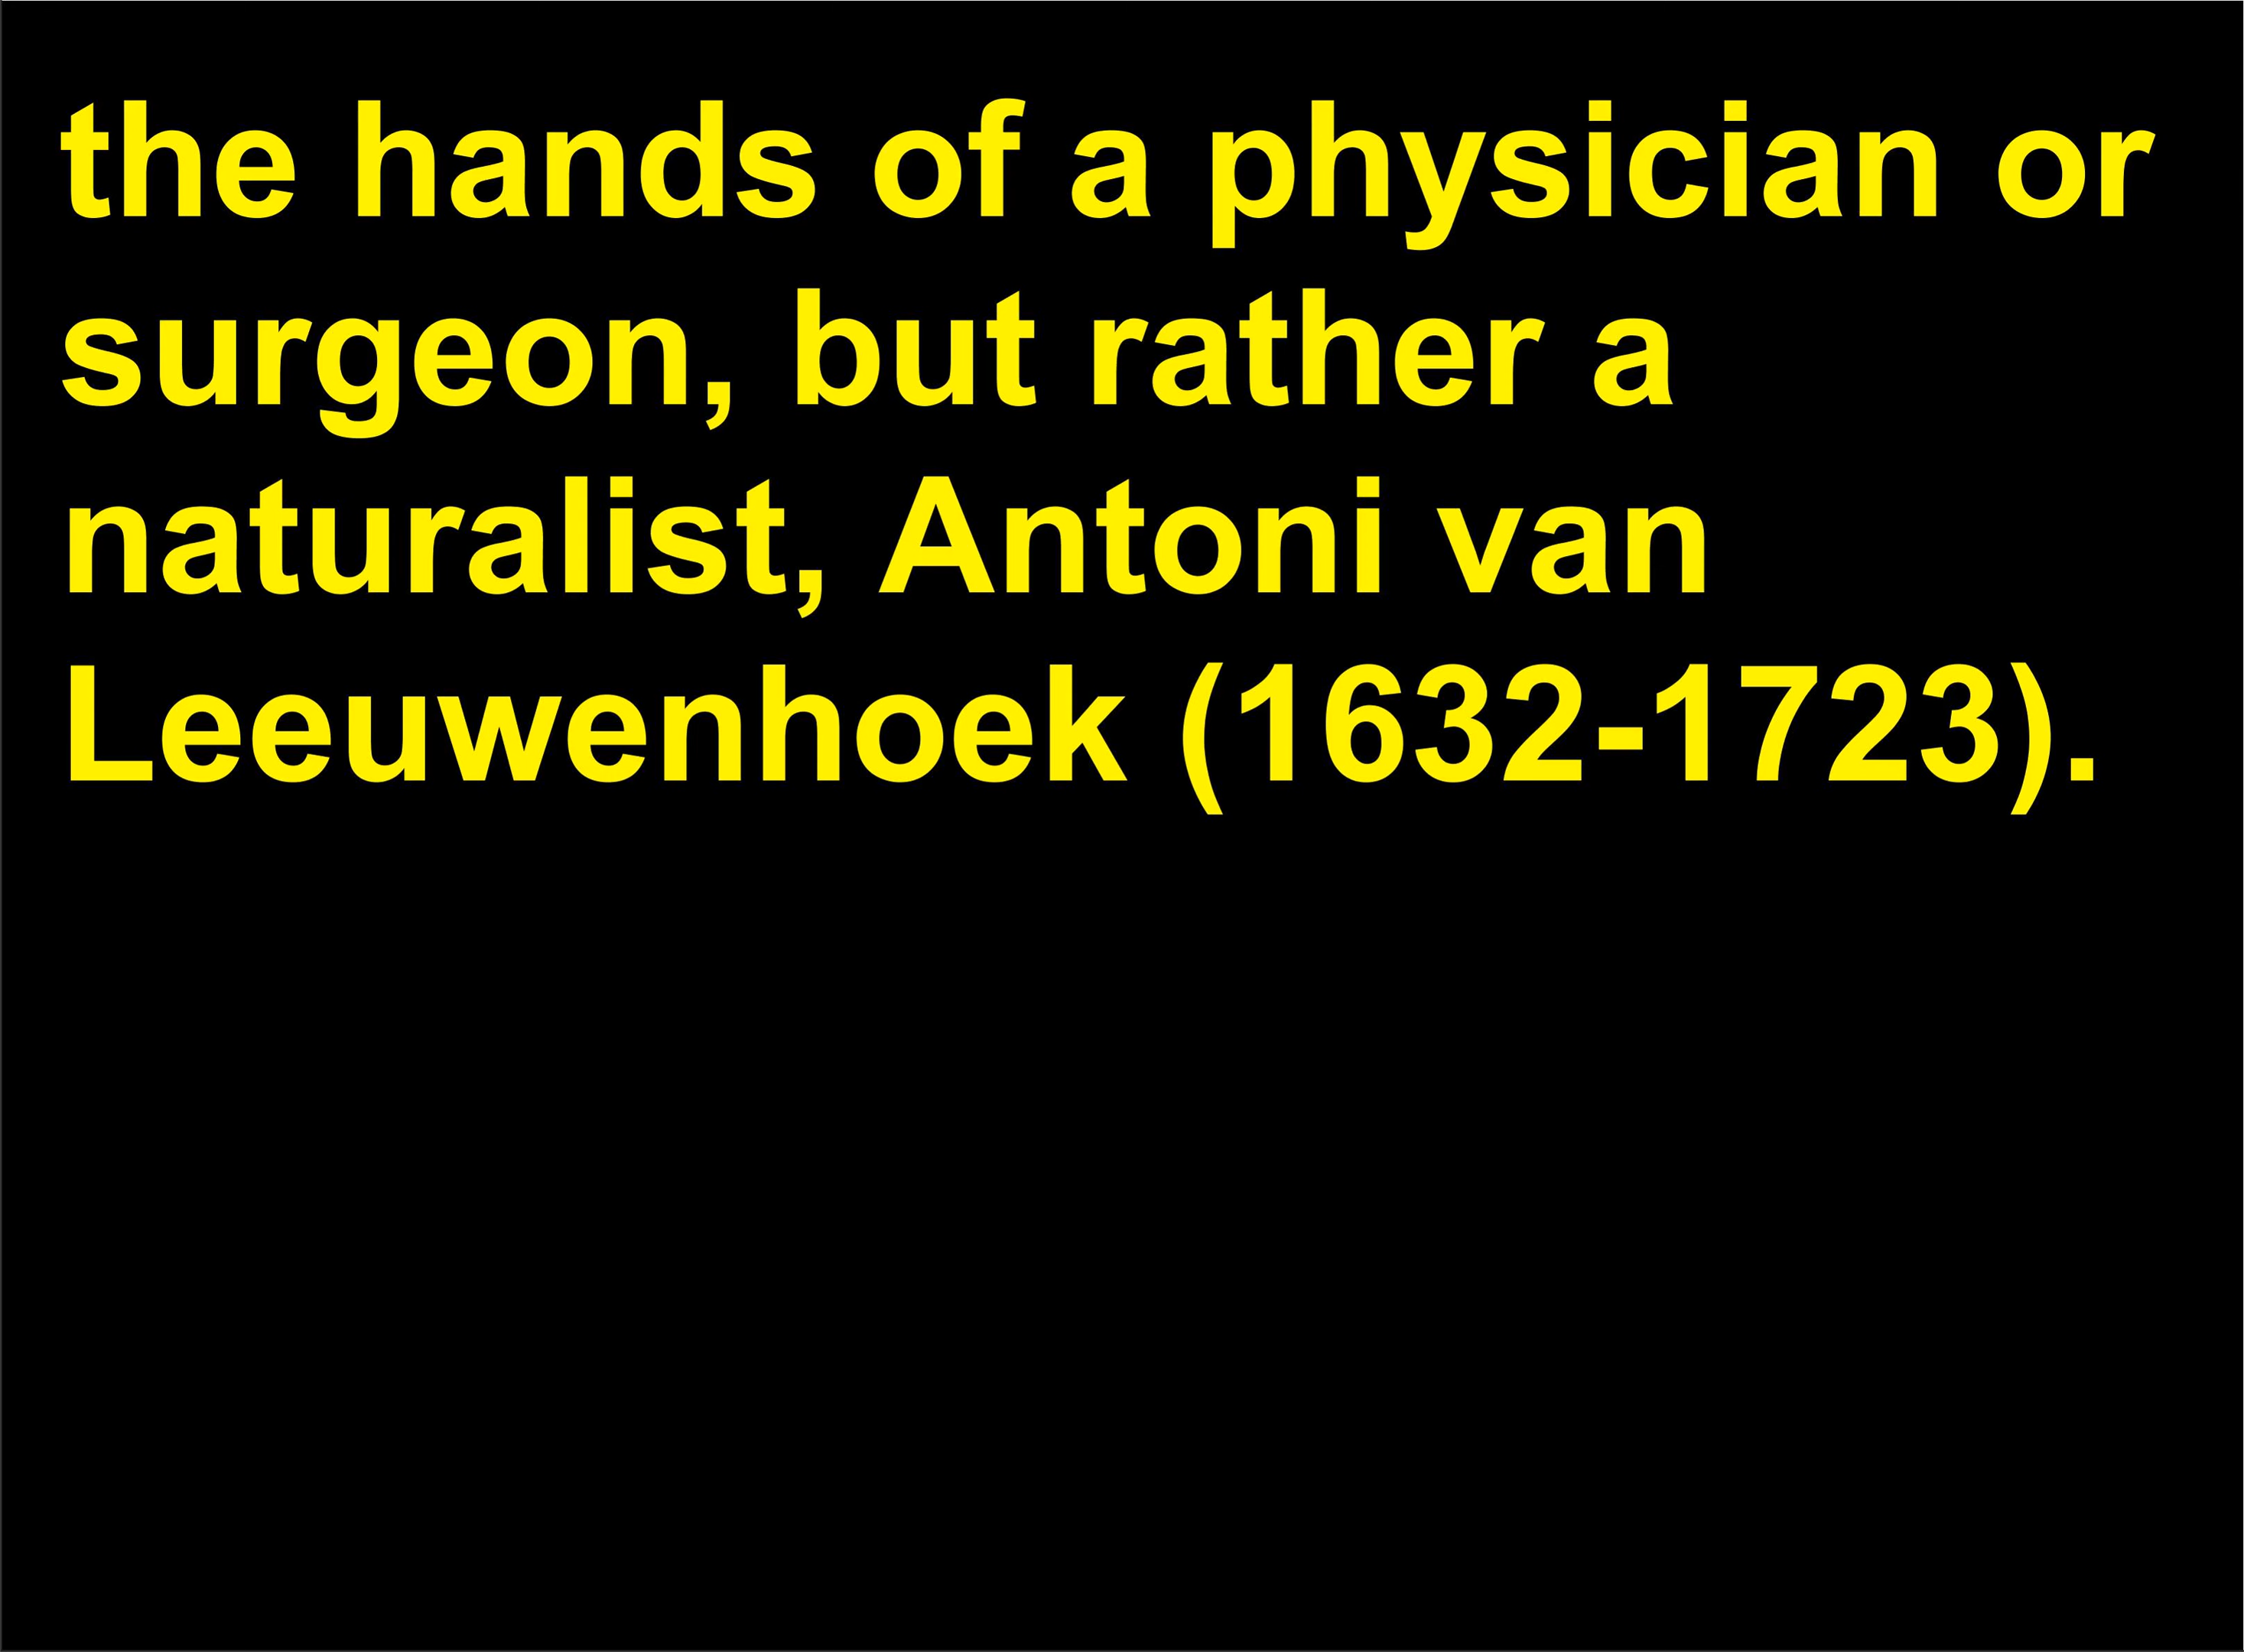 the hands of a physician or
surgeon, but rather a
naturalist, Antoni van
Leeuwenhoek (1632-1723).